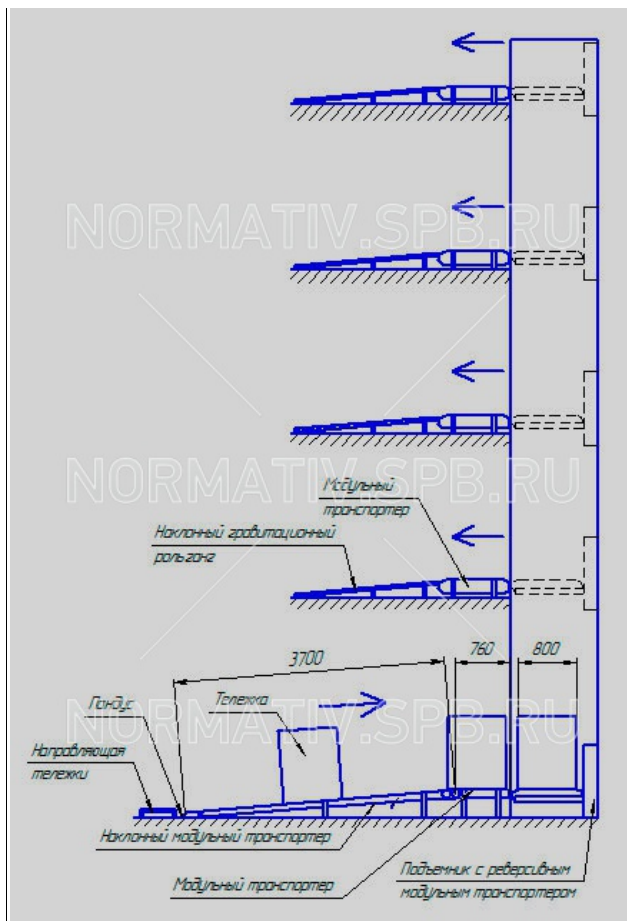 NORMATIV.SPB.RU
NORMATIV.SPB.RU
Модульный
транспортер
Наклонный гравитационный
рольганг
3700
760
800
Пандус
Тележка
NORMATIV.SPB.RU
Направляющая
тележки
Наклонный модульный транспортер
Модульный транспортер
Подъемник с реверсивным
модульным транспортером